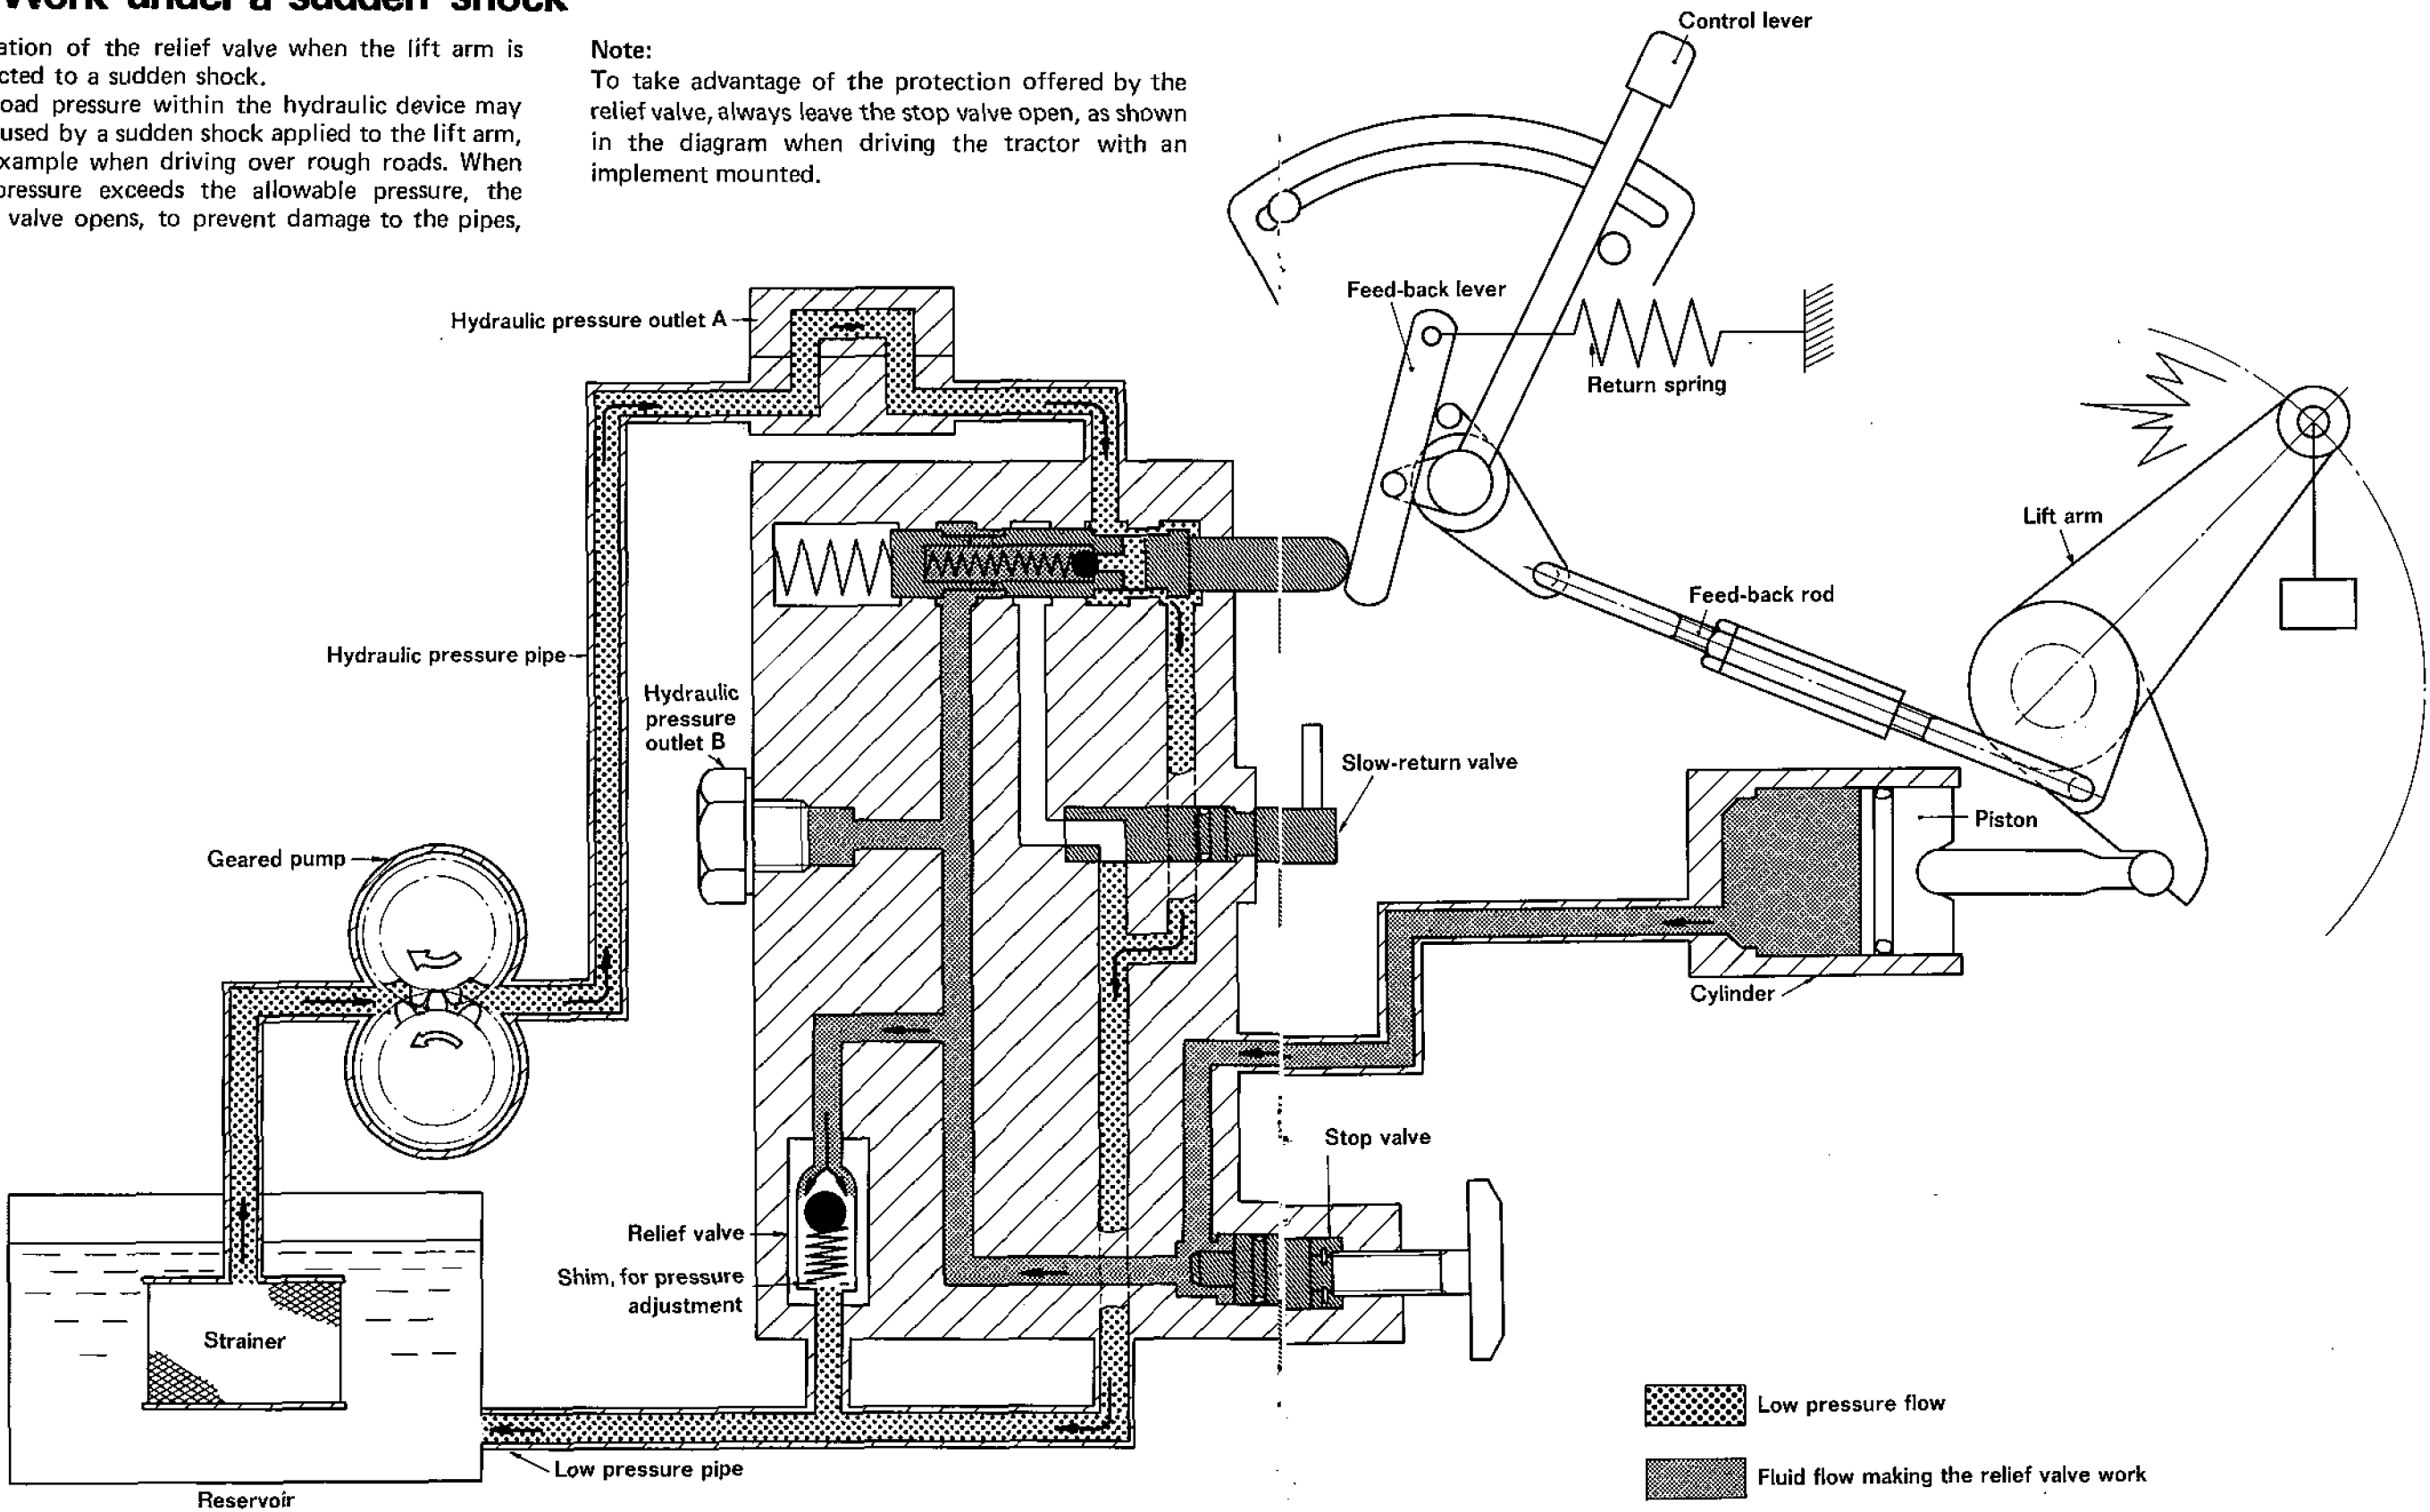 Work under a sudden shock
ation of the relief valve when the lift arm is
cted to a sudden shock.
oad pressure within the hydraulic device may
used by a sudden shock applied to the lift arm,
xample when driving over rough roads. When
pressure exceeds the allowable pressure, the
valve opens, to prevent damage to the pipes,
Note:
To take advantage of the protection offered by the
relief valve, always leave the stop valve open, as shown
in the diagram when driving the tractor with an
implement mounted.
Control lever
Feed-back lever
Hydraulic pressure outlet A
Return spring
Lift arm
Feed-back rod
Hydraulic pressure pipe
Hydraulic
pressure
outlet B
Slow-return valve
Piston
Geared pump
Cylinder
Stop valve
Relief valve
Shim, for pressure
adjustment
Strainer
Low pressure flow
Low pressure pipe
Fluid flow making the relief valve work
Reservoir